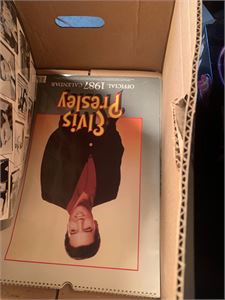 OFFICIAL 1987 CALENDAR
Elvis
Presley